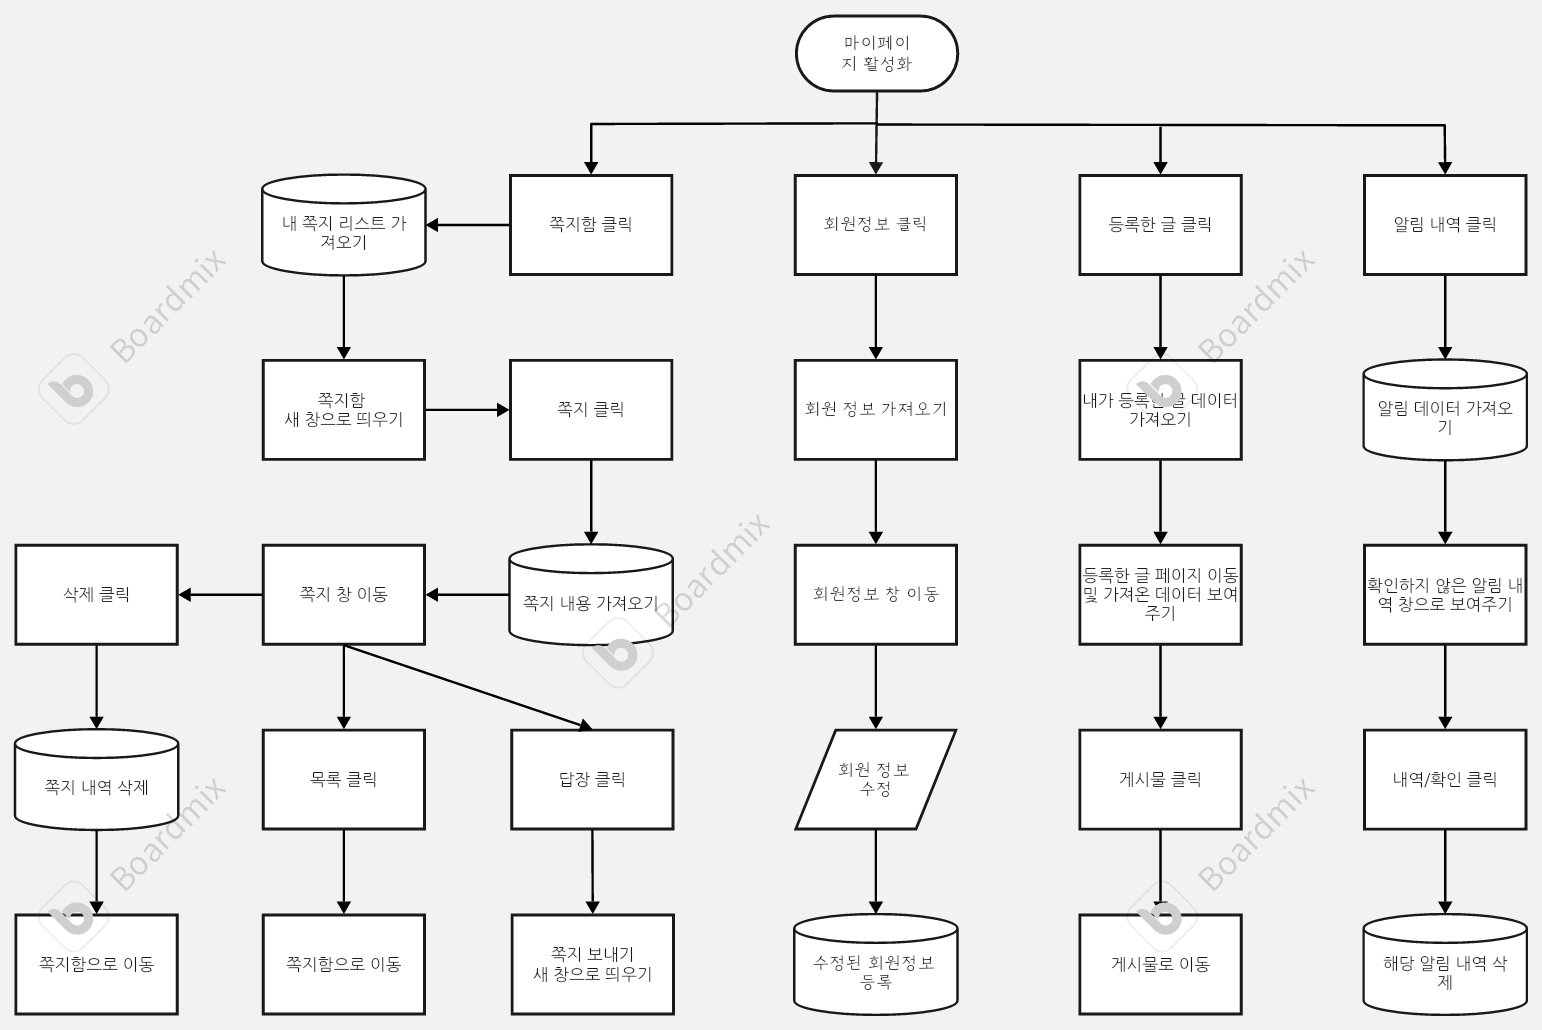 마이페이
지 활성화
내 쪽지 리스트 가
져오기
쪽지함 클릭
회원정보 클릭
등록한 글 클릭
알림 내역 클릭
Boardmix
Boardmix
쪽지함
새 창으로 띄우기
쪽지 클릭
회원 정보 가져오기
내가 등록한 글 데이터
가져오기
알림 데이터 가져오
기
삭제 클릭
쪽지 창 이동
쪽지 내용 가져오기
Boardmix
회원정보 창 이동
등록한 글 페이지 이동
및 가져온 데이터 보여
주기
확인하지 않은 알림 내
역 창으로 보여주기
쪽지 내역 삭제
목록 클릭
답장 클릭
회원 정보
수정
게시물 클릭
내역/확인 클릭
Boardmix
Boardmix
쪽지함으로 이동
쪽지함으로 이동
쪽지 보내기
새 창으로 띄우기
수정된 회원정보
등록
게시물로 이동
해당 알림 내역 삭
제